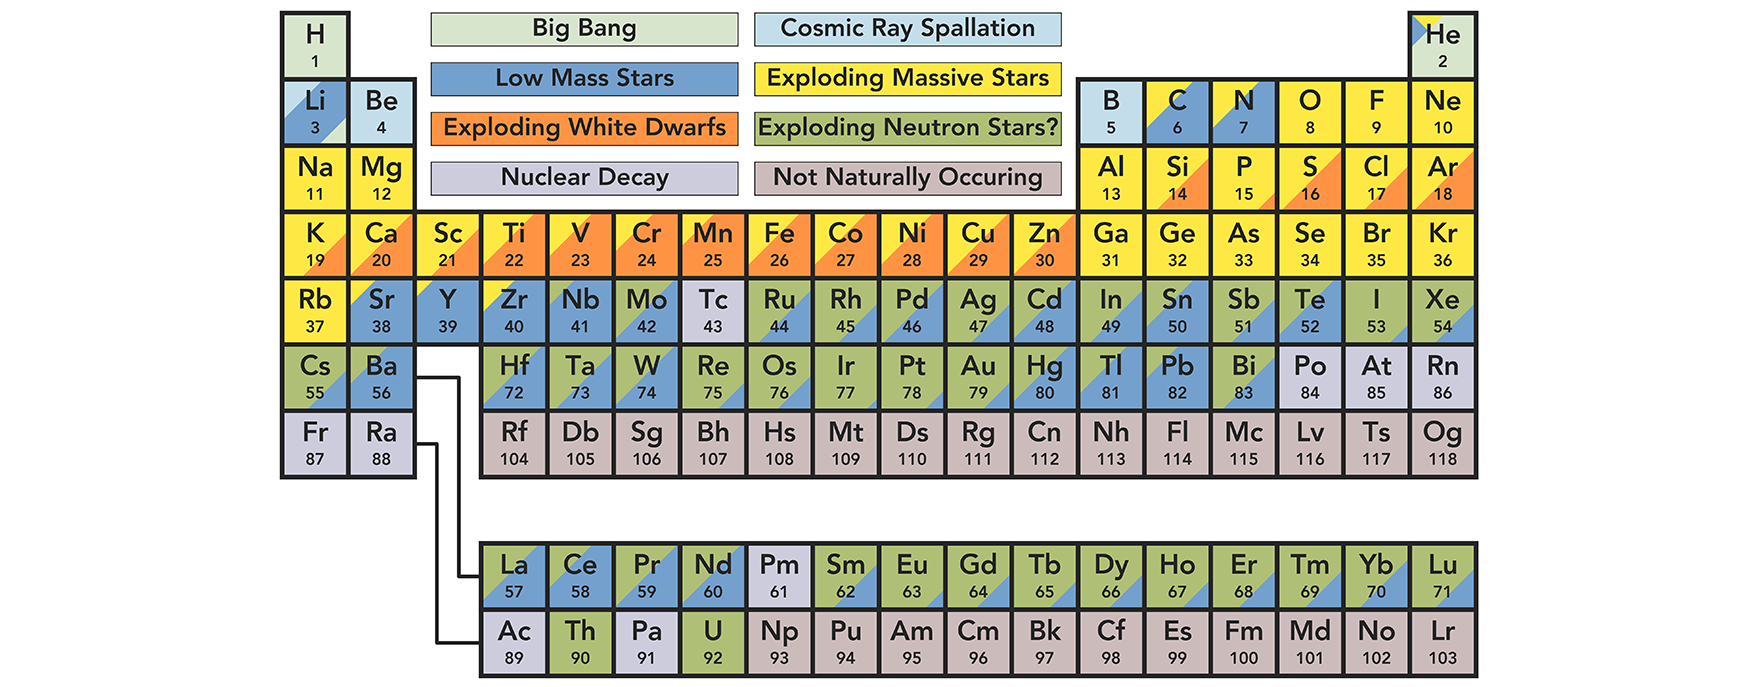 H
1
Big Bang
Cosmic Ray Spallation
He
2
Low Mass Stars
Exploding Massive Stars
Li
3
Be
4
B
5
C
6
N
7
O
8
F
9
Ne
10
Exploding White Dwarfs
Exploding Neutron Stars?
Nuclear Decay
Not Naturally Occuring
Na
11
Mg
12
Al
13
Si
14
P
15
S
16
Cl
17
Ar
18
K
19
Ca
20
Sc
21
Ti
22
V
23
Cr
24
Mn
25
Fe
26
Co
27
Ni
28
Cu
29
Zn
30
Ga
31
Ge
32
As
33
Se
34
Br
35
Kr
36
Rb
37
Sr
38
Y
39
Zr
40
Nb
41
Mo
42
Tc
43
Ru
44
Rh
45
Pd
46
Ag
47
Cd
48
In
49
Sn
50
Sb
51
Te
52
I
53
Xe
54
Cs
55
Ba
56
Hf
72
Ta
73
W
74
Re
75
Os
76
Ir
77
Pt
78
Au
79
Hg
80
Tl
81
Pb
82
Bi
83
Po
84
At
85
Rn
86
Fr
87
Ra
88
Rf
104
Db
105
Sg
106
Bh
107
Hs
108
Mt
109
Ds
110
Rg
111
Cn
112
Nh
113
Fl
114
Mc
115
Lv
116
Ts
117
Og
118
La
57
Ce
58
Pr
59
Nd
60
Pm
61
Sm
62
Eu
63
Gd
64
Tb
65
Dy
66
Ho
67
Er
68
Tm
69
Yb
70
Lu
71
Ac
89
Th
90
Pa
91
U
92
Np
93
Pu
94
Am
95
Cm
96
Bk
97
Cf
98
Es
99
Fm
100
Md
101
No
102
Lr
103